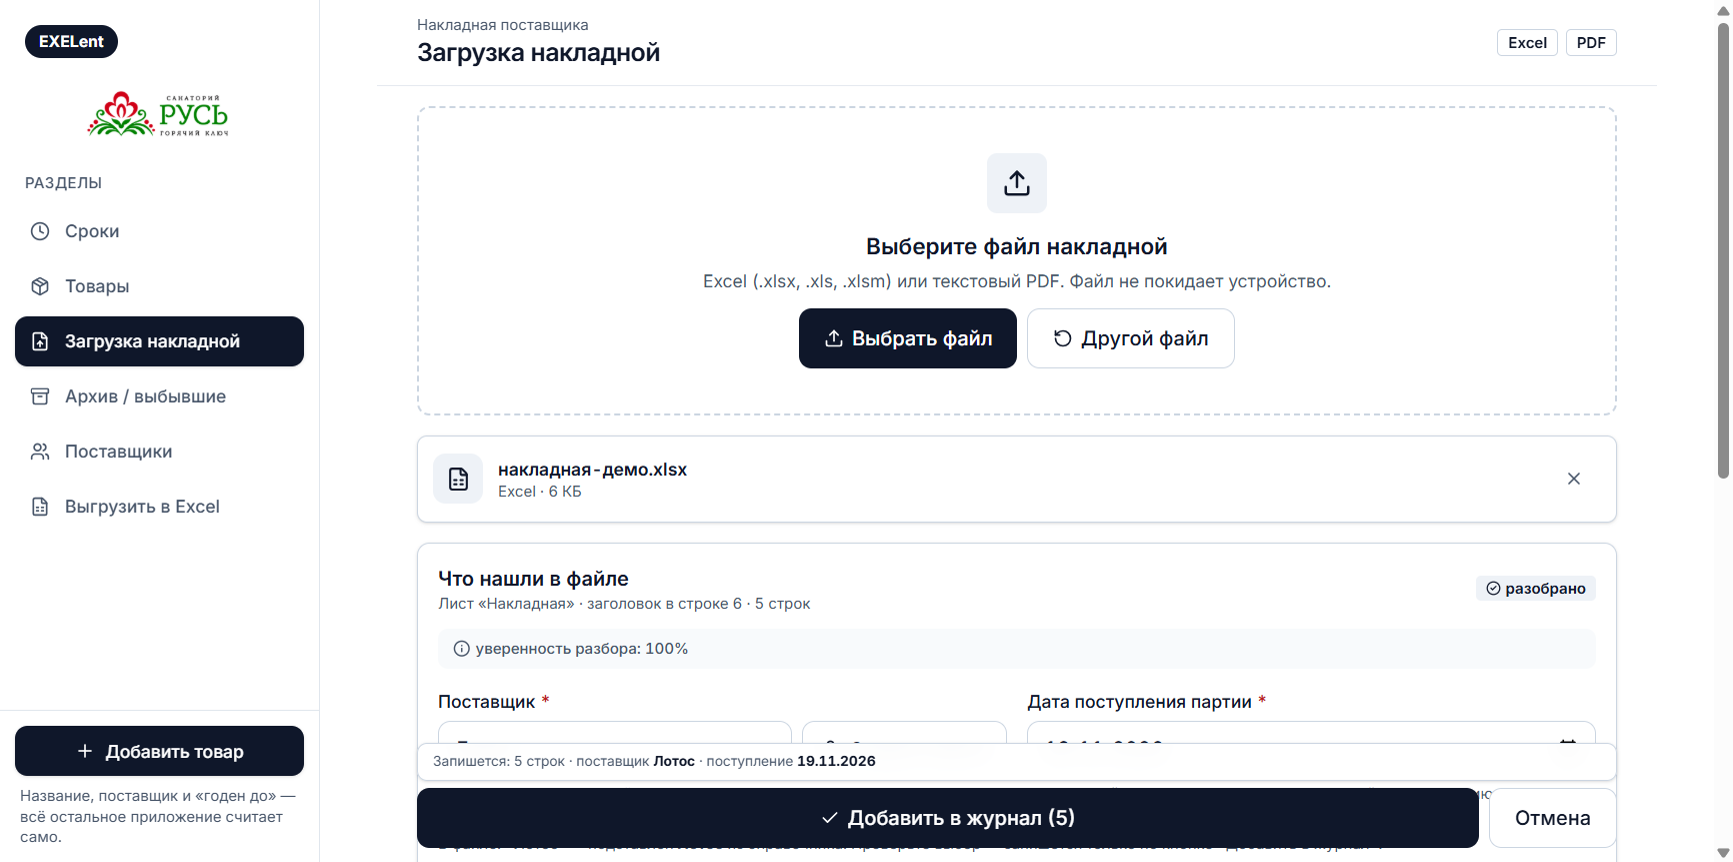 EXELent
САНАТОРИЙ
РУСЬ
ГОРЯЧИЙ КЛЮЧ
РАЗДЕЛЫ
Сроки
Товары
Загрузка накладной
Архив / выбывшие
Поставщики
Выгрузить в Excel
+ Добавить товар
Название, поставщик и «годен до» —
всё остальное приложение считает
само.
Накладная поставщика
Загрузка накладной
Excel
PDF
Выберите файл накладной
Excel (.xlsx, .xls, .xlsm) или текстовый PDF. Файл не покидает устройство.
Выбрать файл
Другой файл
накладная-демо.xlsx
Excel · 6 КБ
Что нашли в файле
Лист «Накладная» · заголовок в строке 6 · 5 строк
разобрано
уверенность разбора: 100%
Поставщик *
Дата поступления партии *
Запишется: 5 строк · поставщик Лотос · поступление 19.11.2026
Добавить в журнал (5)
Отмена